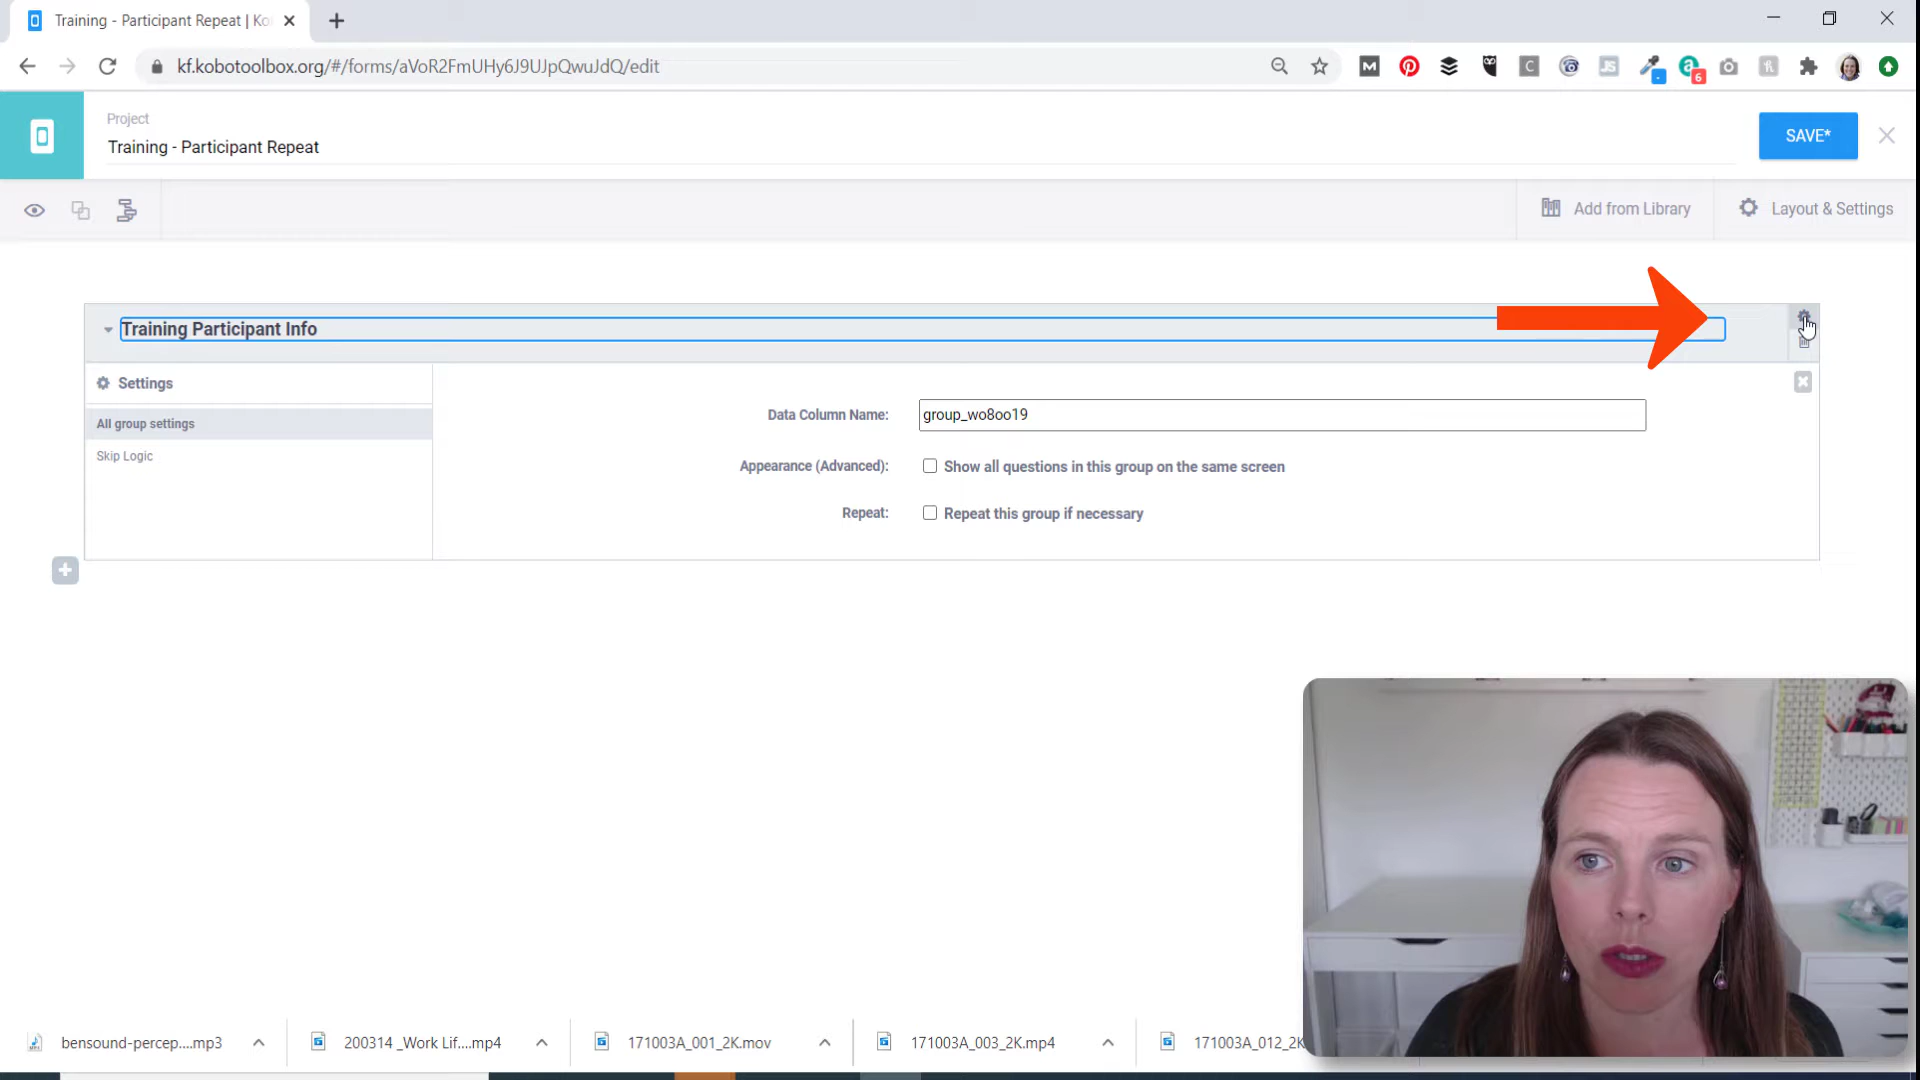 Training - Participant Repeat | Ko
kf.kobotoolbox.org/#/forms/aVoR2FmUHy6J9UJpQwuJdQ/edit
Project
Training - Participant Repeat
SAVE*
Add from Library
Layout & Settings
Training Participant Info
Settings
All group settings
Skip Logic
Data Column Name:
group_wo8oo19
Appearance (Advanced):
Show all questions in this group on the same screen
Repeat:
Repeat this group if necessary
bensound-percep....mp3
200314 _Work Lif....mp4
171003A_001_2K.mov
171003A_003_2K.mp4
171003A_012_2K